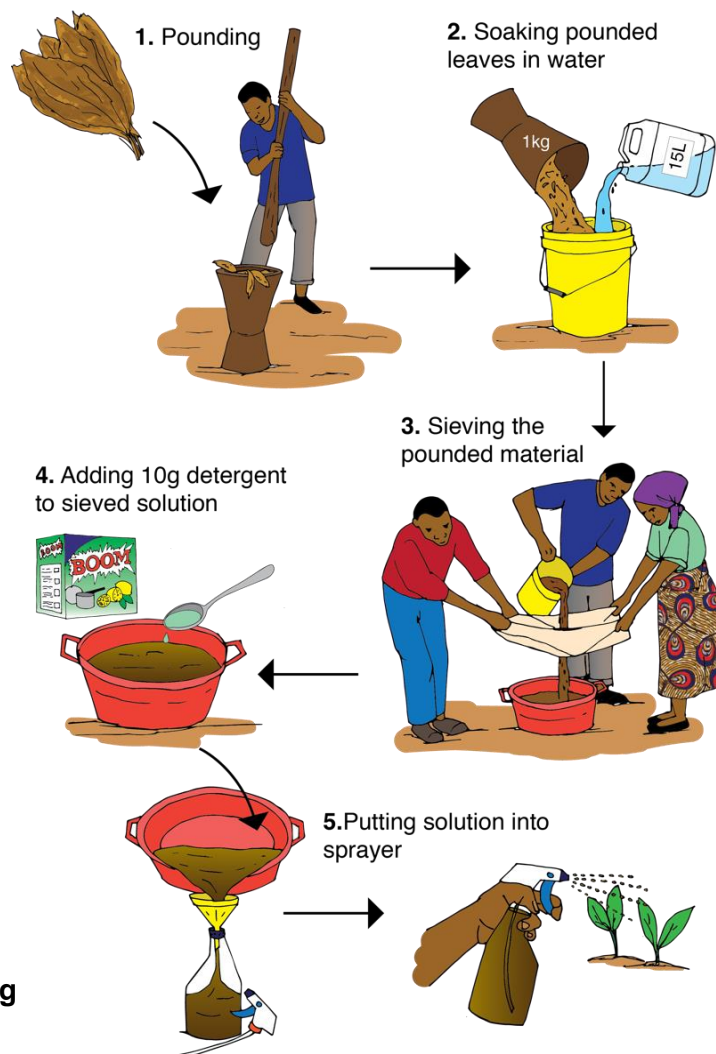 1. Pounding
2. Soaking pounded
leaves in water
1kg
15L
3. Sieving the
pounded material
4. Adding 10g detergent
to sieved solution
BOOM
BOOM
5.Putting solution into
sprayer
g